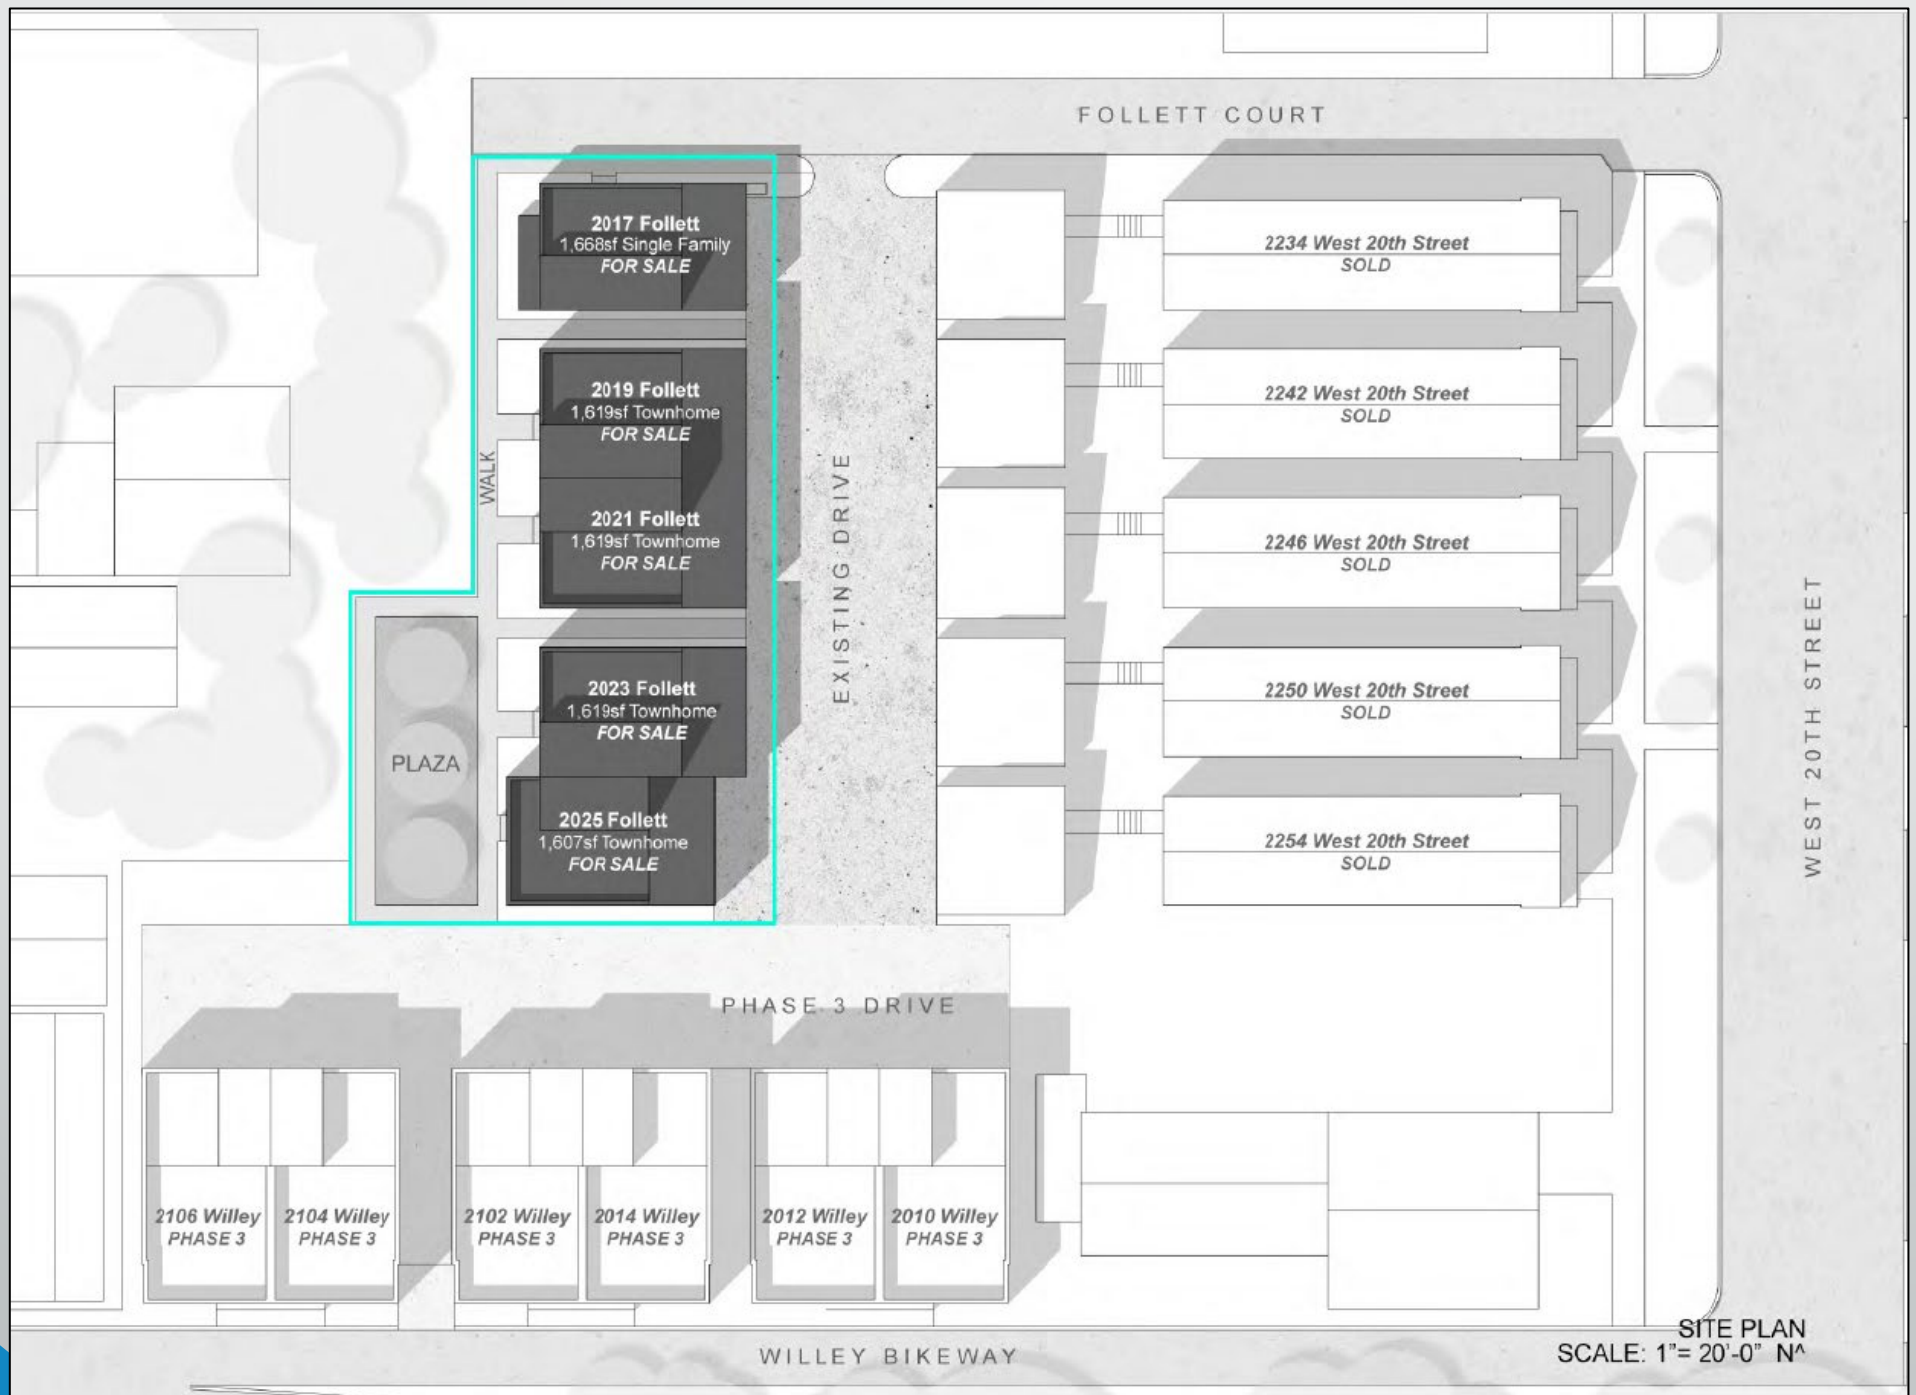 FOLLETT COURT
2017 Follett
1,668sf Single Family
FOR SALE
2234 West 20th Street
SOLD
2019 Follett
1,619sf Townhome
FOR SALE
2242 West 20th Street
SOLD
WALK
2021 Follett
1,619sf Townhome
FOR SALE
EXISTING DRIVE
2246 West 20th Street
SOLD
WEST 20TH STREET
2023 Follett
1,619sf Townhome
FOR SALE
2250 West 20th Street
SOLD
PLAZA
2025 Follett
1,607sf Townhome
FOR SALE
2254 West 20th Street
SOLD
PHASE 3 DRIVE
2106 Willey
PHASE 3
2104 Willey
PHASE 3
2102 Willey
PHASE 3
2014 Willey
PHASE 3
2012 Willey
PHASE 3
2010 Willey
PHASE 3
WILLEY BIKEWAY
SITE PLAN
SCALE: 1"= 20'-0" N^